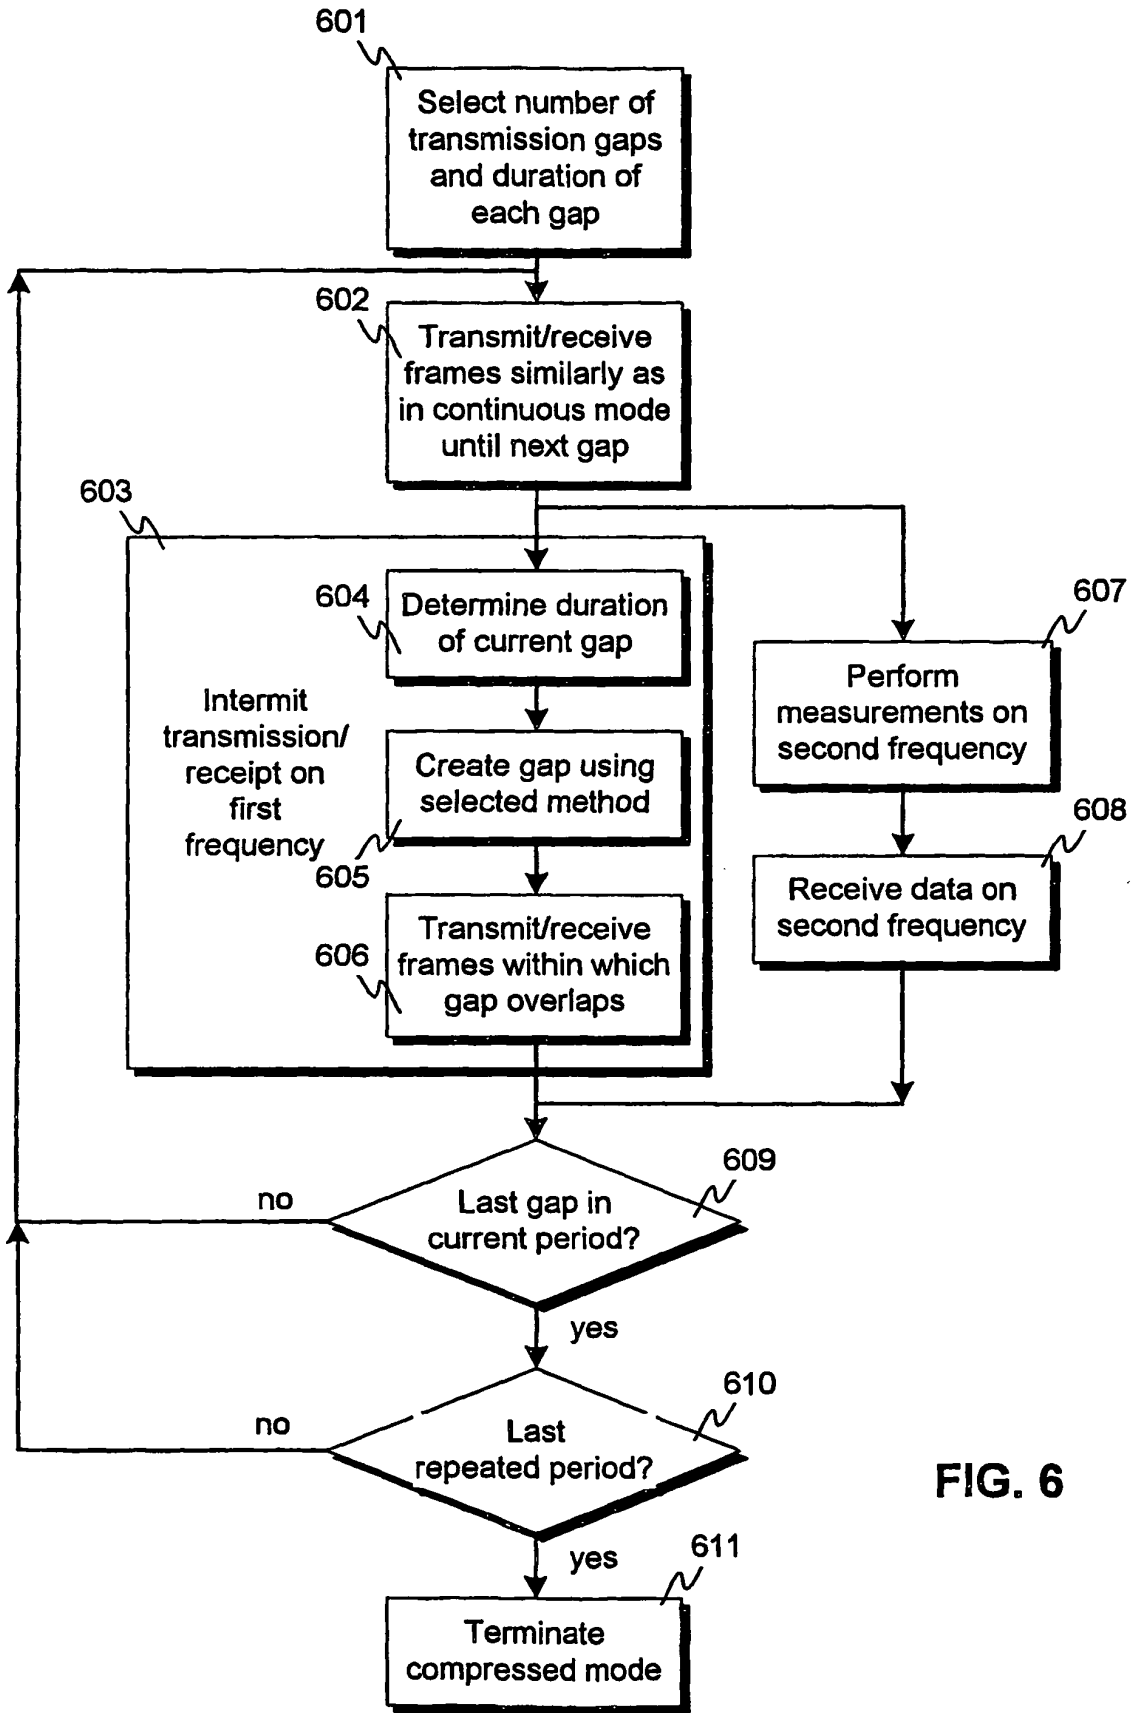 601
Select number of
transmission gaps
and duration of
each gap
602
Transmit/receive
frames similarly as
in continuous mode
until next gap
603
Intermit
transmission/
receipt on
first
frequency
604
Determine duration
of current gap
Create gap using
selected method
605
606
Transmit/receive
frames within which
gap overlaps
607
Perform
measurements on
second frequency
608
Receive data on
second frequency
609
Last gap in
current period?
no
yes
610
Last
repeated period?
no
yes
611
Terminate
compressed mode
FIG. 6